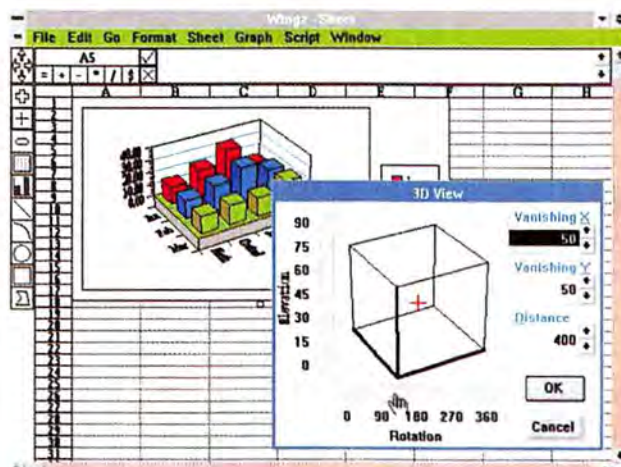 Wingz - Sheet
File Edit Go Format Sheet Graph Script Window
A5
= + - * / $
A B C D E F G H
3D View
Vanishing X
50
Vanishing Y
50
Distance
400
Elevation
90
75
60
45
30
15
0
0 90 180 270 360
Rotation
OK
Cancel